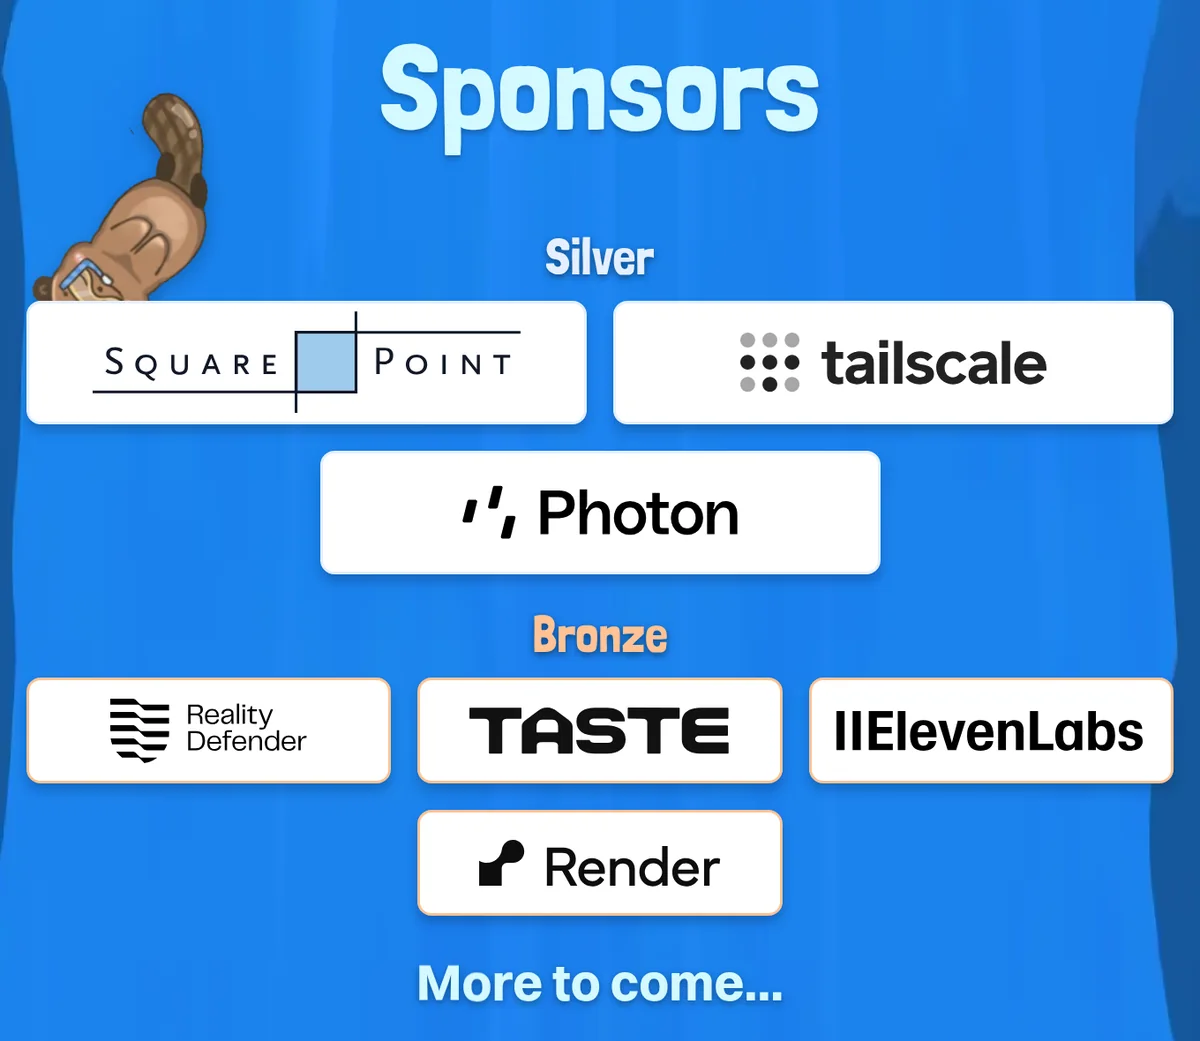 Sponsors
Silver
SQUARE POINT
tailscale
Photon
Bronze
Reality
Defender
TASTE
IIElevenLabs
Render
More to come...